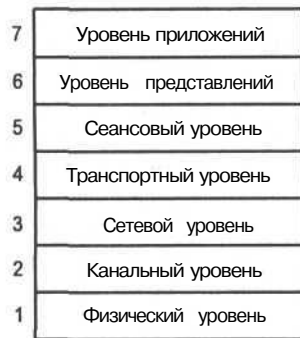 7 Уровень приложений
6 Уровень представлений
5 Сеансовый уровень
4 Транспортный уровень
3 Сетевой уровень
2 Канальный уровень
1 Физический уровень